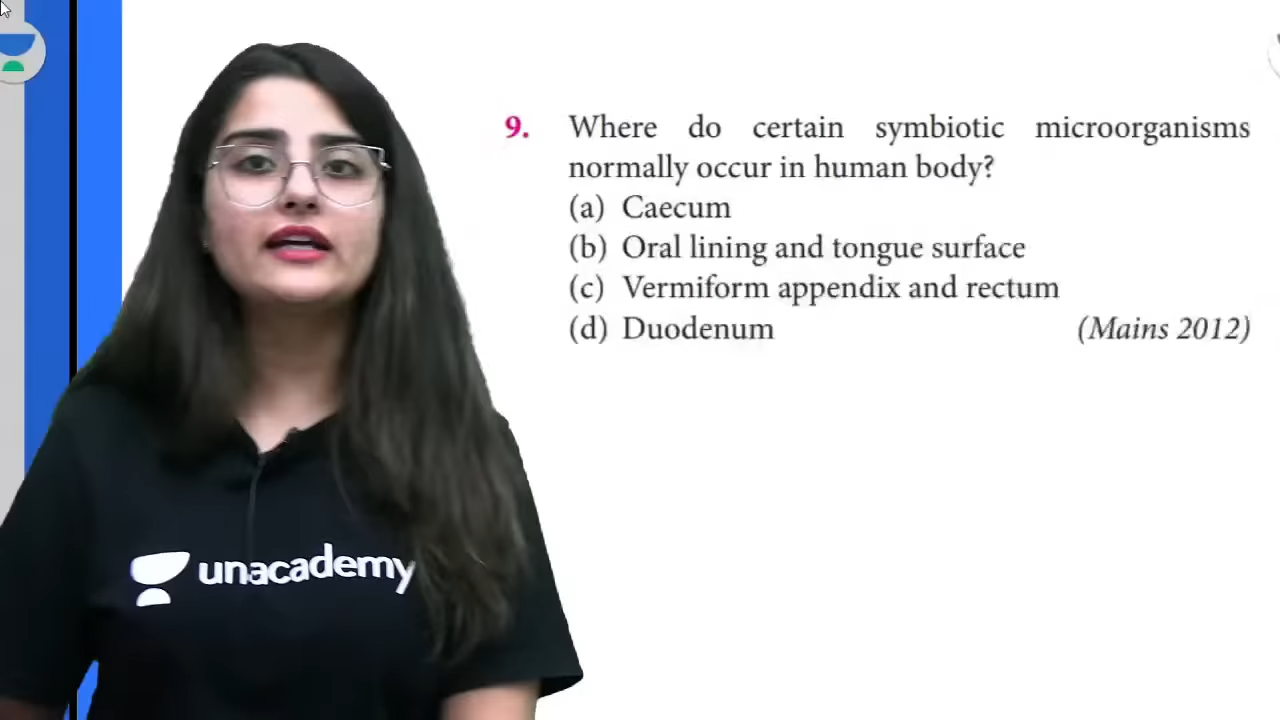 9. Where do certain symbiotic microorganisms
normally occur in human body?
(a) Caecum
(b) Oral lining and tongue surface
(c) Vermiform appendix and rectum
(d) Duodenum (Mains 2012)
unacademy